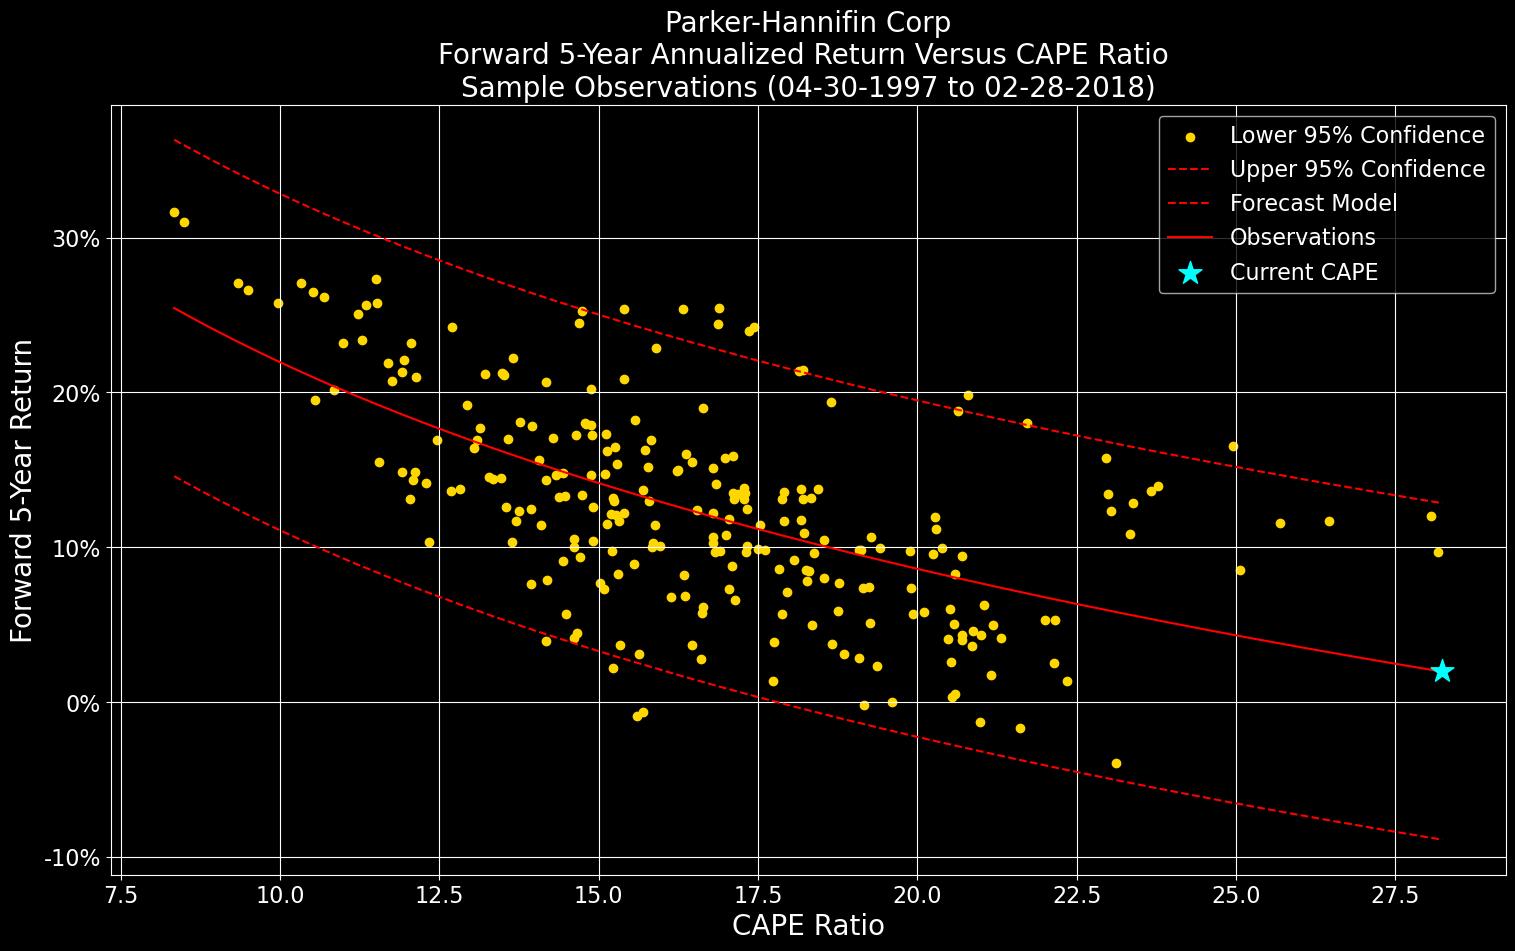 Parker-Hannifin Corp
Forward 5-Year Annualized Return Versus CAPE Ratio
Sample Observations (04-30-1997 to 02-28-2018)
Lower 95% Confidence
Upper 95% Confidence
Forecast Model
Observations
Current CAPE
Forward 5-Year Return
30%
20%
10%
0%
-10%
7.5 10.0 12.5 15.0 17.5 20.0 22.5 25.0 27.5
CAPE Ratio